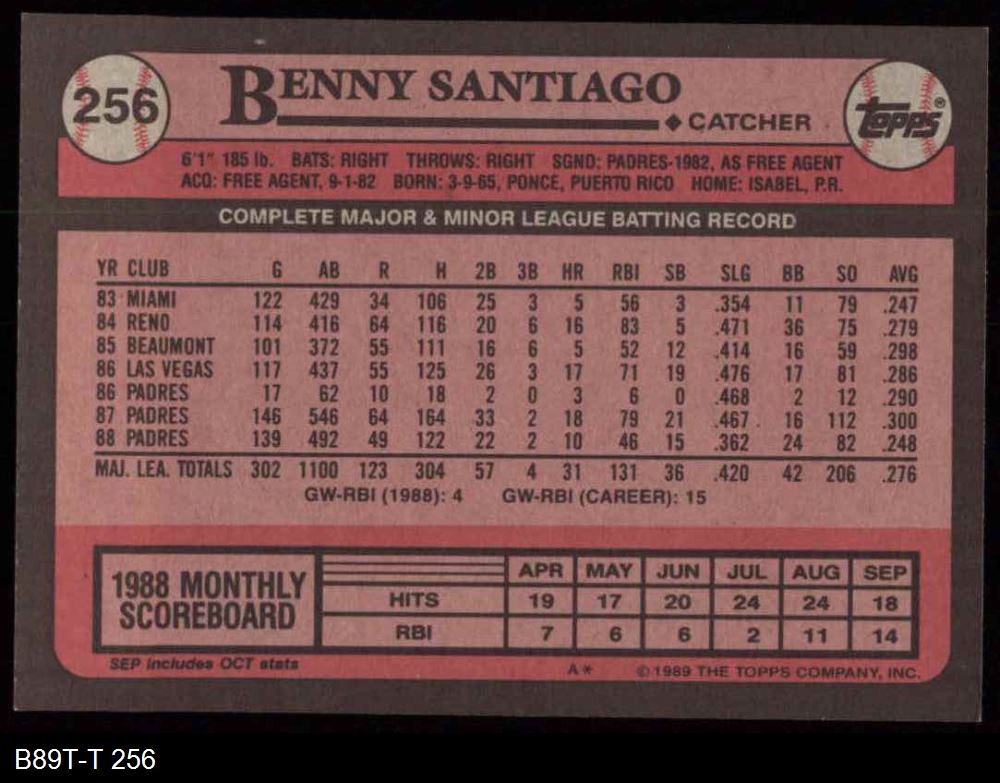 256
BENNY SANTIAGO
CATCHER
TOPPS®
6'1" 185 lb. BATS: RIGHT THROWS: RIGHT SGND: PADRES-1982, AS FREE AGENT
ACQ: FREE AGENT, 9-1-82 BORN: 3-9-65, PONCE, PUERTO RICO HOME: ISABEL, P.R.
COMPLETE MAJOR & MINOR LEAGUE BATTING RECORD
YR CLUB G AB R H 2B 3B HR RBI SB SLG BB SO AVG
83 MIAMI 122 429 34 106 25 3 5 56 3 .354 11 79 .247
84 RENO 114 416 64 116 20 6 16 83 5 .471 36 75 .279
85 BEAUMONT 101 372 55 111 16 6 5 52 12 .414 16 59 .298
86 LAS VEGAS 117 437 55 125 26 3 17 71 19 .476 17 81 .286
86 PADRES 17 62 10 18 2 0 3 6 0 .468 2 12 .290
87 PADRES 146 546 64 164 33 2 18 79 21 .467 16 112 .300
88 PADRES 139 492 49 122 22 2 10 46 15 .362 24 82 .248
MAJ. LEA. TOTALS 302 1100 123 304 57 4 31 131 36 .420 42 206 .276
GW-RBI (1988): 4 GW-RBI (CAREER): 15
1988 MONTHLY
SCOREBOARD
APR MAY JUN JUL AUG SEP
HITS 19 17 20 24 24 18
RBI 7 6 6 2 11 14
SEP includes OCT stats
A* © 1989 THE TOPPS COMPANY, INC.
B89T-T 256